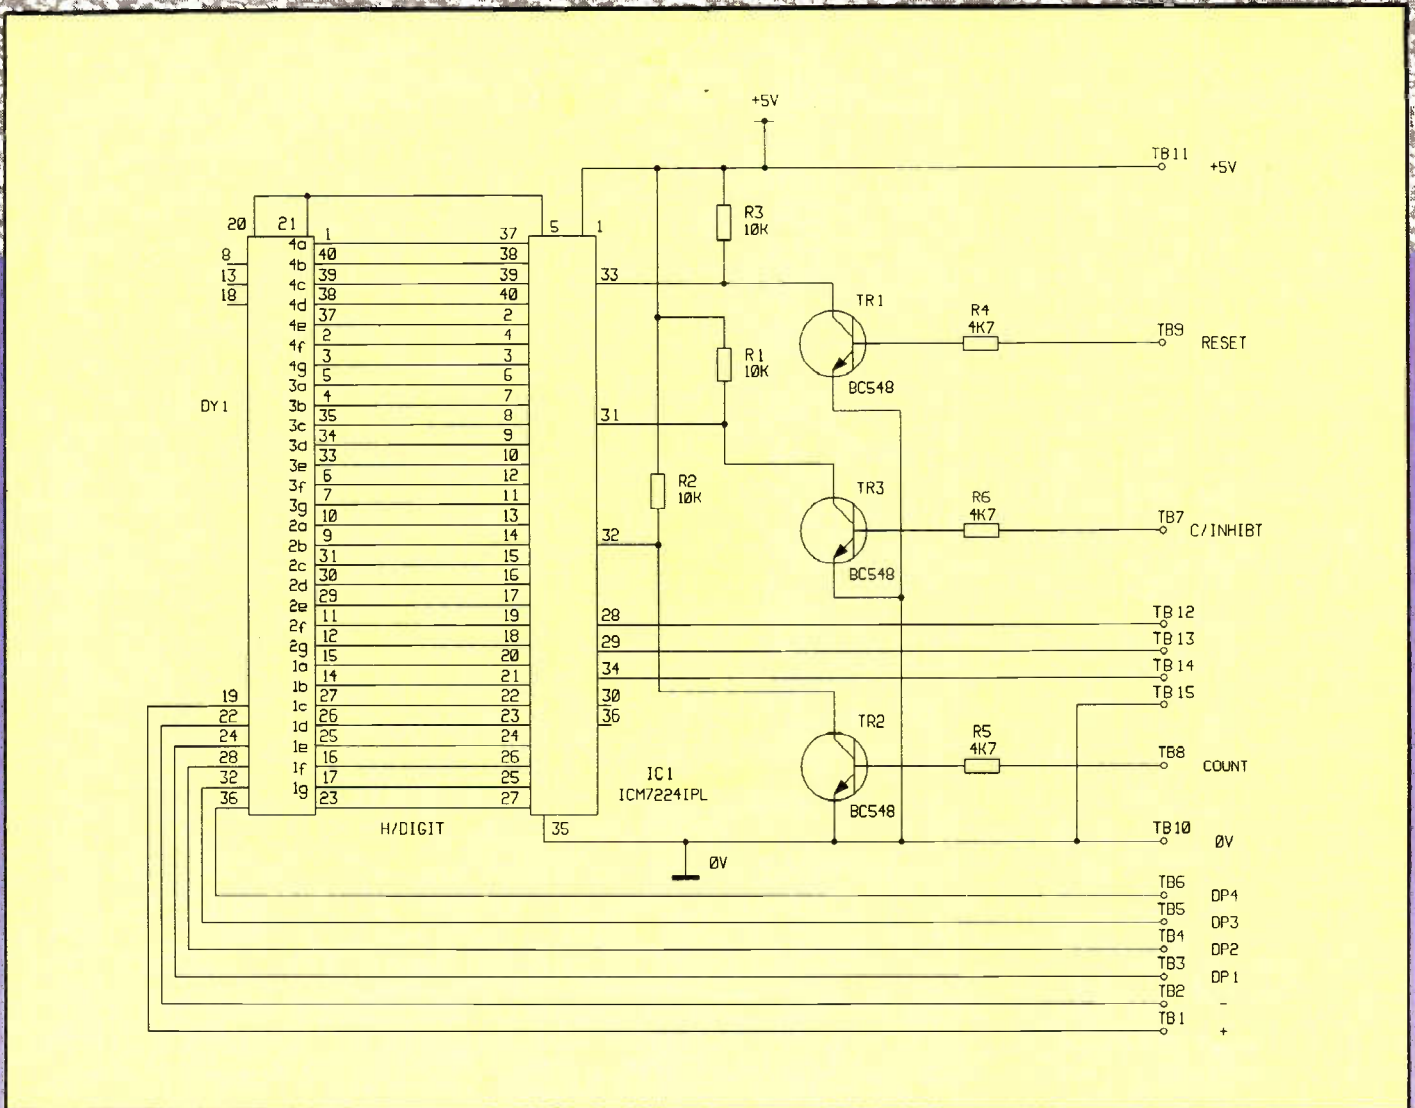 +5V
TB11
+5V
20 21
5 1
R3
10K
4a 1 37
8 4b 40 38
13 4c 39 39
33
18 4d 38 40
TR1
4e 37 2
R4
4K7
TB9
RESET
4f 2 4
4g 3 3
R1
10K
BC548
3a 5 6
DY1
3b 4 7
3c 35 8
31
3d 34 9
3e 33 10
3f 6 12
R2
10K
TR3
3g 7 11
R6
4K7
TB7
C/INHIBT
2a 10 13
2b 9 14
32
2c 31 15
2d 30 16
BC548
2e 29 17
2f 11 19
28
TB12
2g 12 18
29
TB13
1a 15 20
34
TB14
1b 14 21
30
TB15
19 1c 27 22
36
22 1d 26 23
TR2
R5
4K7
TB8
COUNT
24 1e 25 24
28 1f 16 26
IC1
ICM7224IPL
32 1g 17 25
36 23 27
BC548
H/DIGIT
35
TB10
0V
0V
TB6
DP4
TB5
DP3
TB4
DP2
TB3
DP1
TB2
-
TB1
+